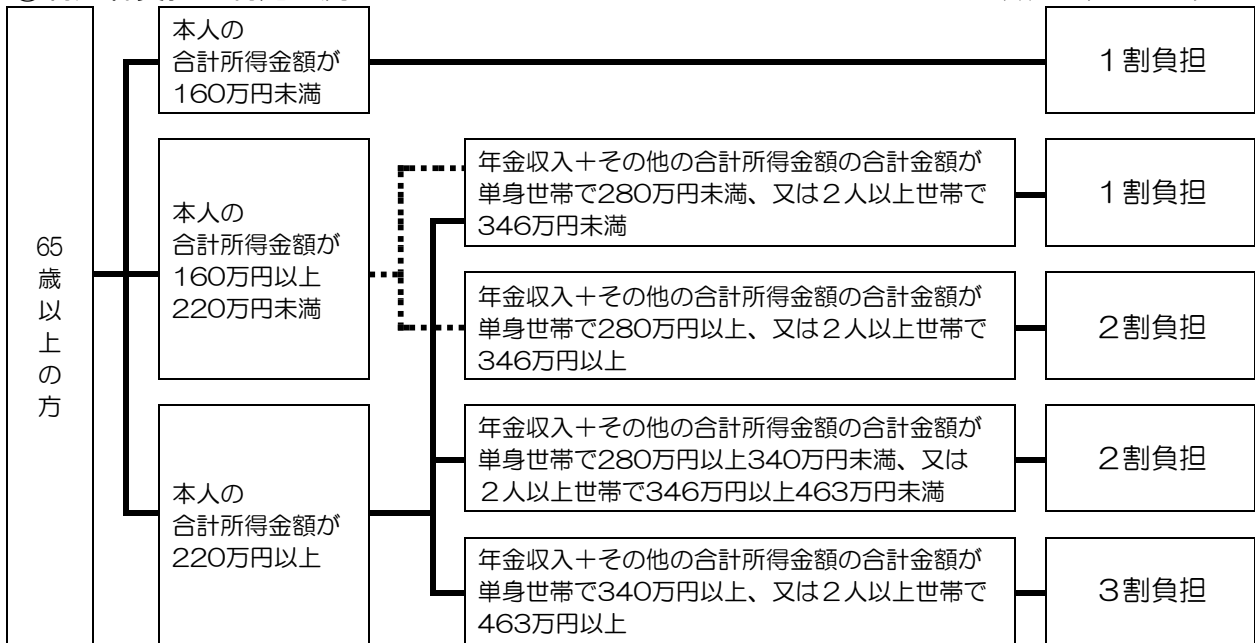 65歳以上の方
本人の
合計所得金額が
160万円未満
1割負担
本人の
合計所得金額が
160万円以上
220万円未満
年金収入＋その他の合計所得金額の合計金額が
単身世帯で280万円未満、又は２人以上世帯で
346万円未満
1割負担
年金収入＋その他の合計所得金額の合計金額が
単身世帯で280万円以上、又は２人以上世帯で
346万円以上
2割負担
本人の
合計所得金額が
220万円以上
年金収入＋その他の合計所得金額の合計金額が
単身世帯で280万円以上340万円未満、又は
２人以上世帯で346万円以上463万円未満
2割負担
年金収入＋その他の合計所得金額の合計金額が
単身世帯で340万円以上、又は２人以上世帯で
463万円以上
3割負担